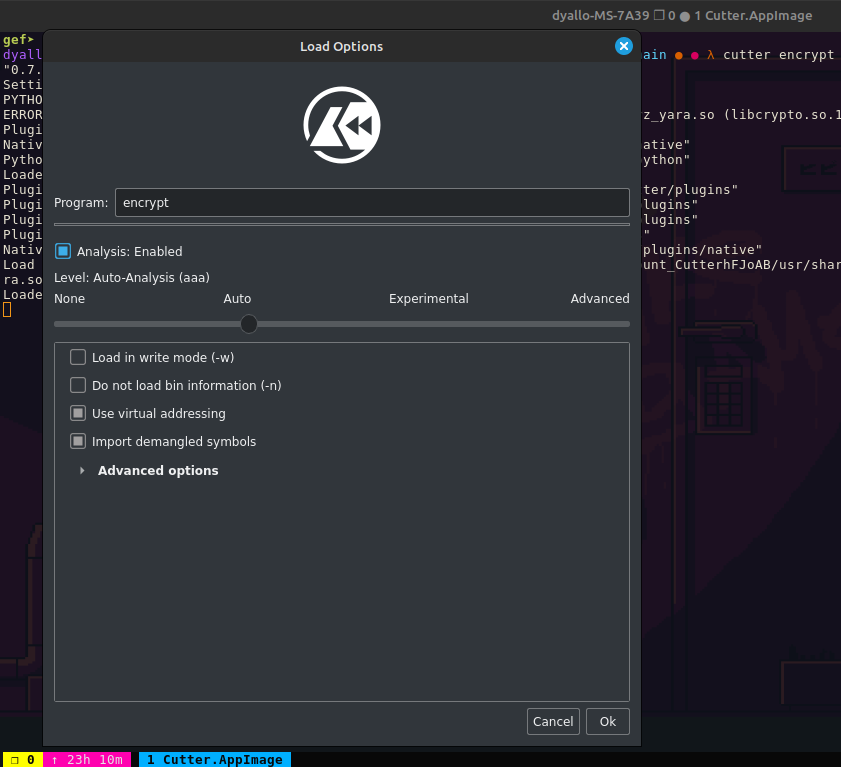 dyallo-MS-7A39 ❐ 0 ● 1 Cutter.AppImage
gef➤
dyall
ain ● ● λ cutter encrypt
"0.7.
Setti
PYTHO
ERROR
z_yara.so (libcrypto.so.1
Plugi
Nativ
ative"
Pytho
ython"
Loade
Plugi
ter/plugins"
Plugi
lugins"
Plugi
lugins"
Plugi
"
Nativ
plugins/native"
Load
unt_CutterhFJoAB/usr/shar
ra.so
Loade
Load Options
Program: encrypt
Analysis: Enabled
Level: Auto-Analysis (aaa)
None Auto Experimental Advanced
Load in write mode (-w)
Do not load bin information (-n)
Use virtual addressing
Import demangled symbols
Advanced options
Cancel Ok
❐ 0 ↑ 23h 10m 1 Cutter.AppImage